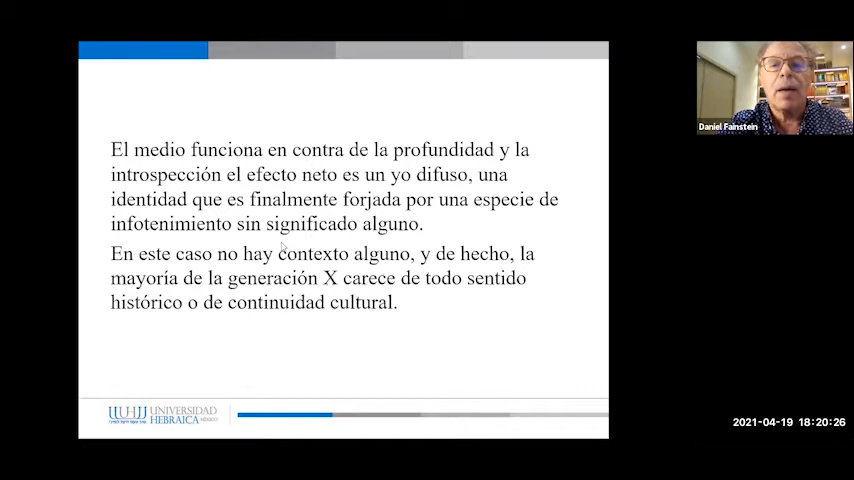 El medio funciona en contra de la profundidad y la
introspección el efecto neto es un yo difuso, una
identidad que es finalmente forjada por una especie de
infotenimiento sin significado alguno.
En este caso no hay contexto alguno, y de hecho, la
mayoría de la generación X carece de todo sentido
histórico o de continuidad cultural.
Daniel Fainstein
UNIVERSIDAD
HEBRAICA MÉXICO
2021-04-19 18:20:26